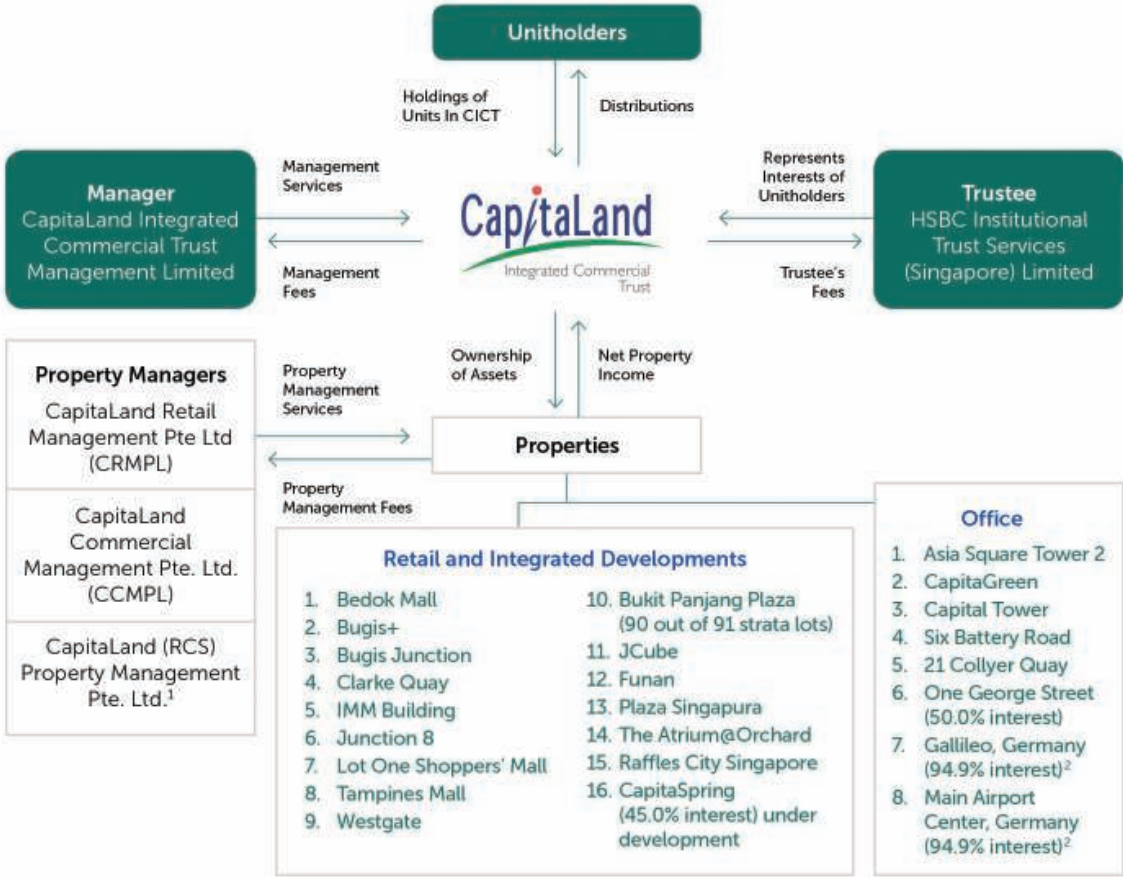 Unitholders
Holdings of
Units In CICT
Distributions
Manager
CapitaLand Integrated
Commercial Trust
Management Limited
Management
Services
Management
Fees
CapitaLand
Integrated Commercial
Trust
Represents
Interests of
Unitholders
Trustee's
Fees
Trustee
HSBC Institutional
Trust Services
(Singapore) Limited
Ownership
of Assets
Net Property
Income
Property Managers
CapitaLand Retail
Management Pte Ltd
(CRMPL)
CapitaLand
Commercial
Management Pte. Ltd.
(CCMPL)
CapitaLand (RCS)
Property Management
Pte. Ltd.¹
Property
Management
Services
Property
Management Fees
Properties
Retail and Integrated Developments
1. Bedok Mall
2. Bugis+
3. Bugis Junction
4. Clarke Quay
5. IMM Building
6. Junction 8
7. Lot One Shoppers' Mall
8. Tampines Mall
9. Westgate
10. Bukit Panjang Plaza
(90 out of 91 strata lots)
11. JCube
12. Funan
13. Plaza Singapura
14. The Atrium@Orchard
15. Raffles City Singapore
16. CapitaSpring
(45.0% interest) under
development
Office
1. Asia Square Tower 2
2. CapitaGreen
3. Capital Tower
4. Six Battery Road
5. 21 Collyer Quay
6. One George Street
(50.0% interest)
7. Gallileo, Germany
(94.9% interest)²
8. Main Airport
Center, Germany
(94.9% interest)²